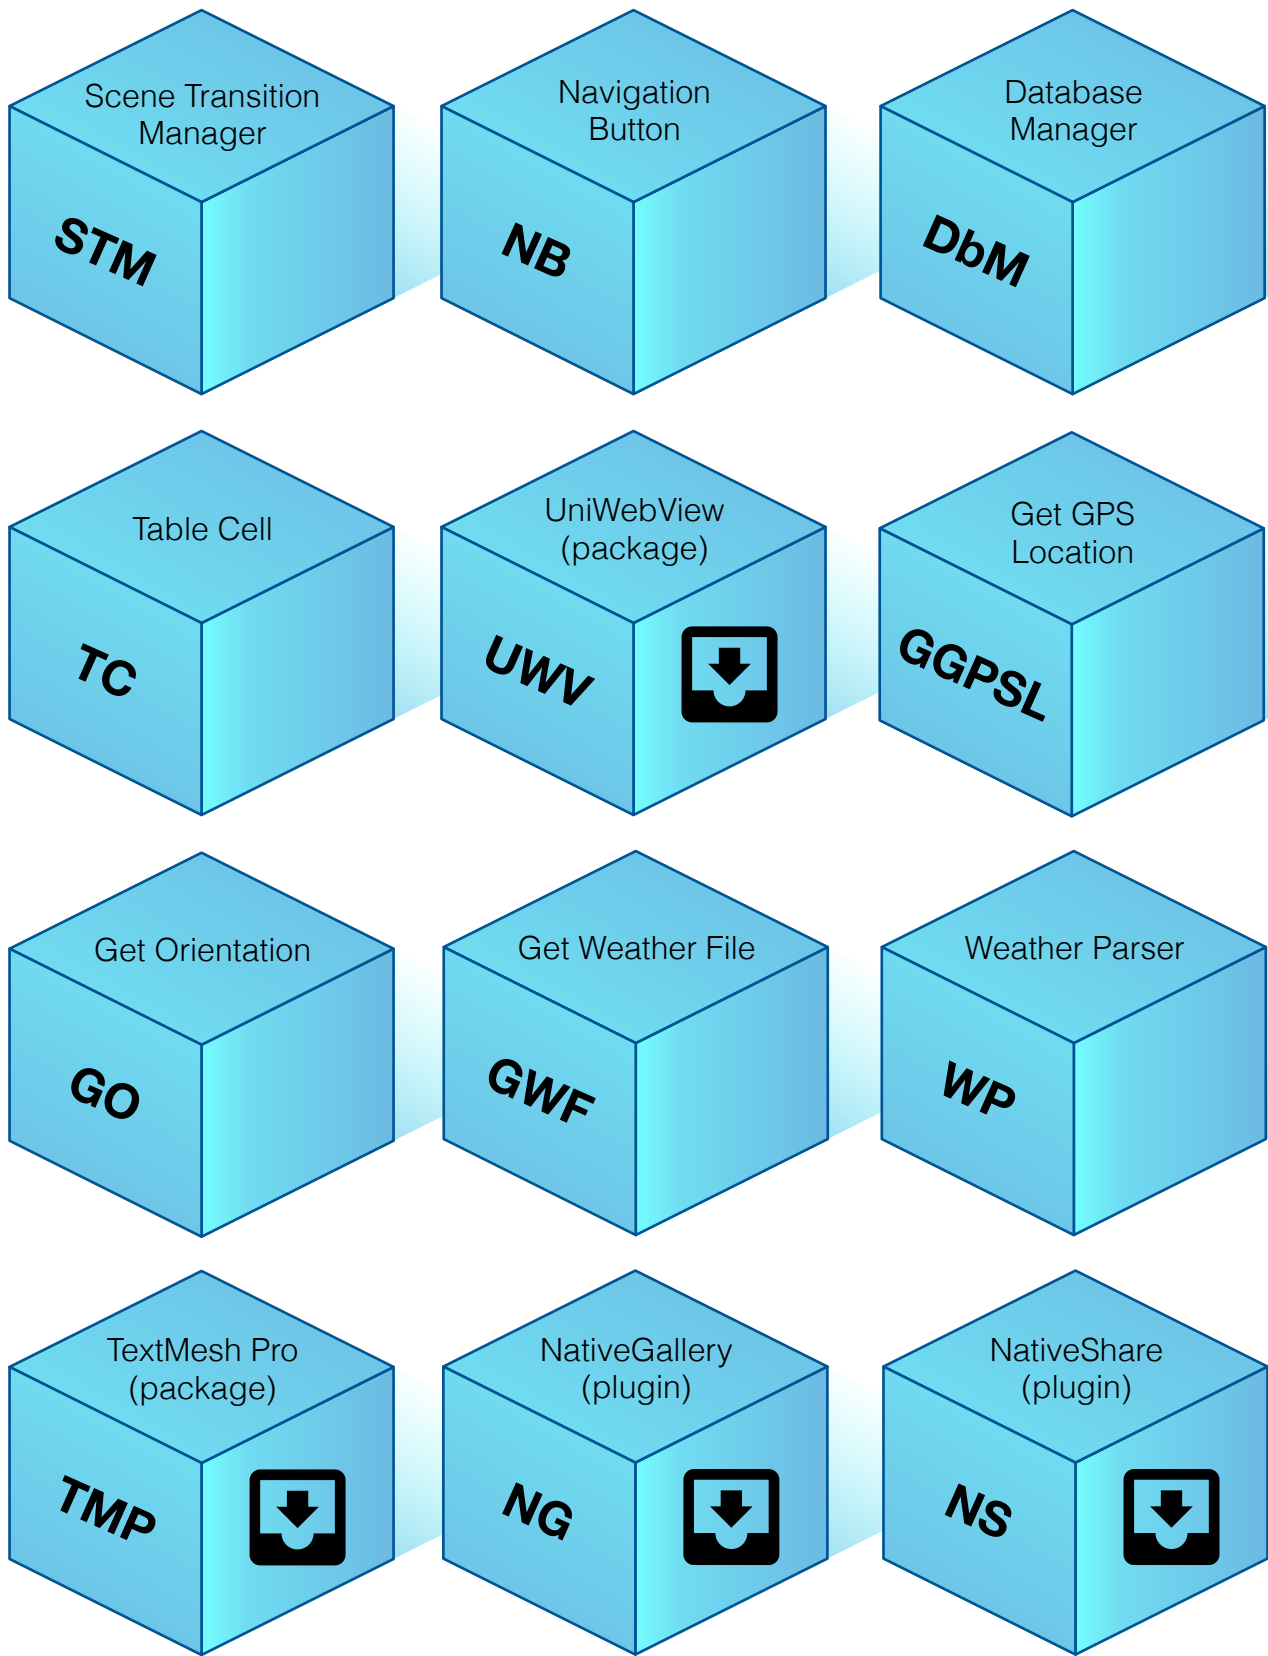 Scene Transition
Manager
STM
Navigation
Button
NB
Database
Manager
DbM
Table Cell
TC
UniWebView
(package)
UWV
Get GPS
Location
GGPSL
Get Orientation
GO
Get Weather File
GWF
Weather Parser
WP
TextMesh Pro
(package)
TMP
NativeGallery
(plugin)
NG
NativeShare
(plugin)
NS